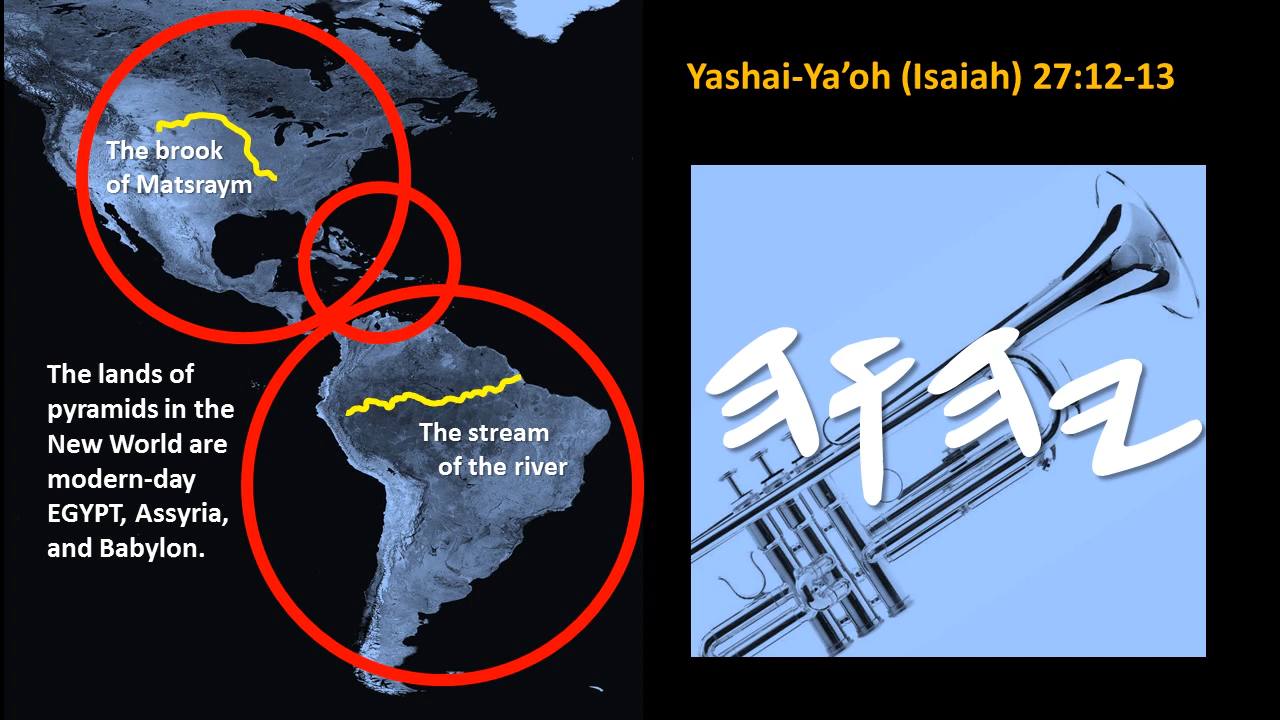 Yashai-Ya’oh (Isaiah) 27:12-13
The brook
of Matsraym
The lands of
pyramids in the
New World are
modern-day
EGYPT, Assyria,
and Babylon.
The stream
of the river
𐤉𐤄𐤅𐤄